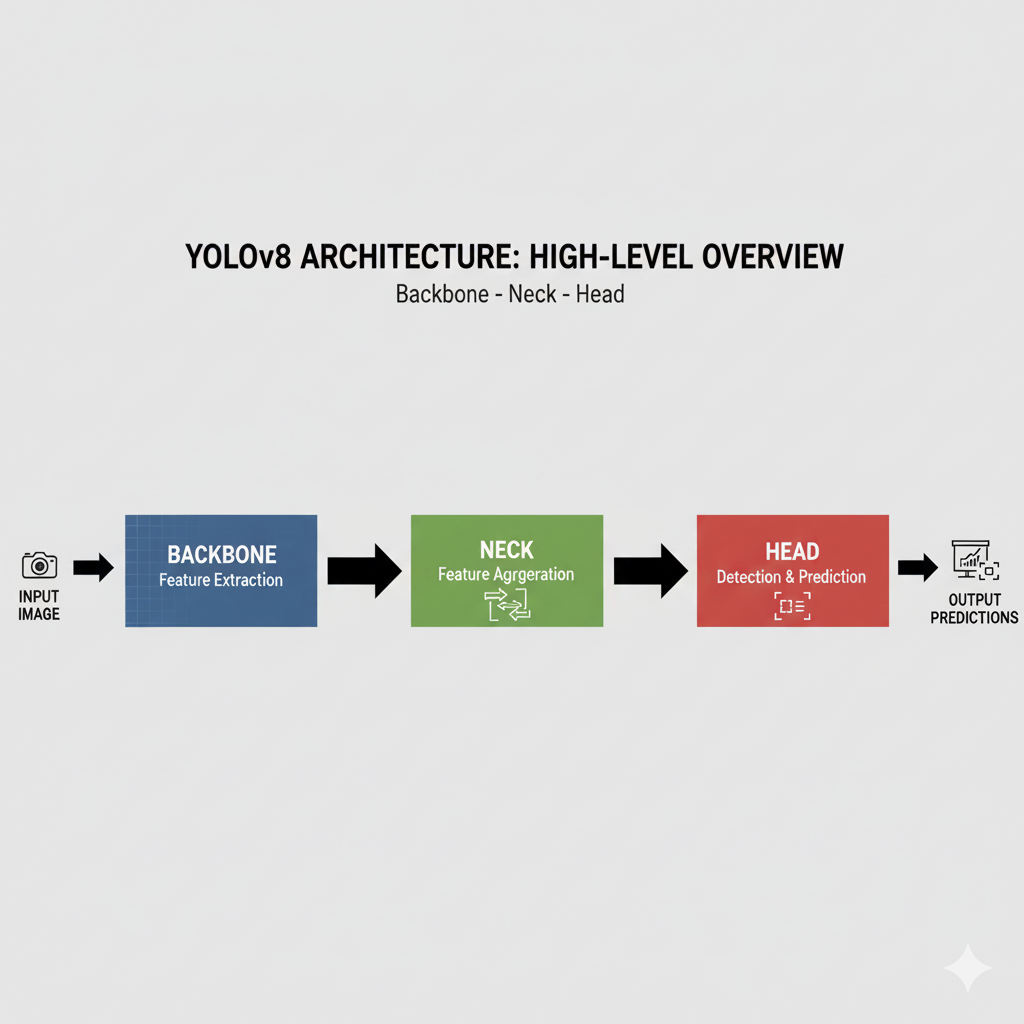 YOLOv8 ARCHITECTURE: HIGH-LEVEL OVERVIEW
Backbone - Neck - Head
INPUT
IMAGE
BACKBONE
Feature Extraction
NECK
Feature Agrgeration
HEAD
Detection & Prediction
OUTPUT
PREDICTIONS